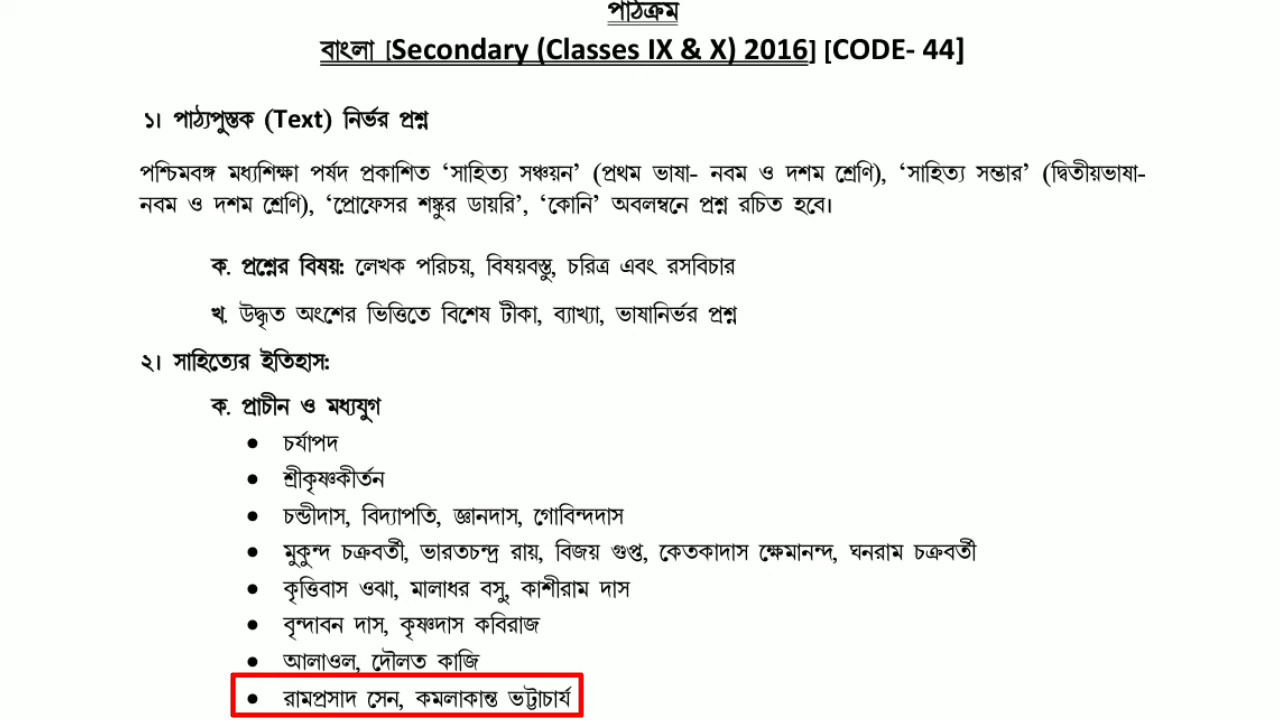 পাঠক্রম
বাংলা [Secondary (Classes IX & X) 2016] [CODE- 44]
১। পাঠ্যপুস্তক (Text) নির্ভর প্রশ্ন
পশ্চিমবঙ্গ মধ্যশিক্ষা পর্ষদ প্রকাশিত ‘সাহিত্য সঞ্চয়ন’ (প্রথম ভাষা- নবম ও দশম শ্রেণি), ‘সাহিত্য সম্ভার’ (দ্বিতীয়ভাষা-
নবম ও দশম শ্রেণি), ‘প্রোফেসর শঙ্কুর ডায়রি’, ‘কোনি’ অবলম্বনে প্রশ্ন রচিত হবে।
ক. প্রশ্নের বিষয়: লেখক পরিচয়, বিষয়বস্তু, চরিত্র এবং রসবিচার
খ. উদ্ধৃত অংশের ভিত্তিতে বিশেষ টীকা, ব্যাখ্যা, ভাষানির্ভর প্রশ্ন
২। সাহিত্যের ইতিহাস:
ক. প্রাচীন ও মধ্যযুগ
• চর্যাপদ
• শ্রীকৃষ্ণকীর্তন
• চন্ডীদাস, বিদ্যাপতি, জ্ঞানদাস, গোবিন্দদাস
• মুকুন্দ চক্রবর্তী, ভারতচন্দ্র রায়, বিজয় গুপ্ত, কেতকাদাস ক্ষেমানন্দ, ঘনরাম চক্রবর্তী
• কৃত্তিবাস ওঝা, মালাধর বসু, কাশীরাম দাস
• বৃন্দাবন দাস, কৃষ্ণদাস কবিরাজ
• আলাওল, দৌলত কাজি
• রামপ্রসাদ সেন, কমলাকান্ত ভট্টাচার্য